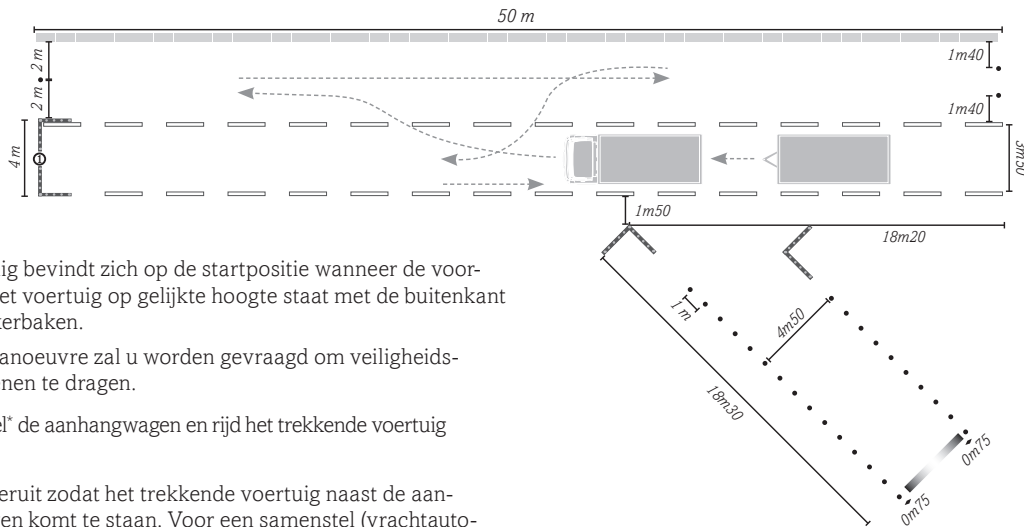 50 m
2 m
2 m
4 m
1
1m40
1m40
3m50
1m50
18m20
1 m
4m50
18m30
0m75
0m75
ig bevindt zich op de startpositie wanneer de voor-
et voertuig op gelijkte hoogte staat met de buitenkant
kerbaken.
anoeuvre zal u worden gevraagd om veiligheids-
nen te dragen.
el* de aanhangwagen en rijd het trekkende voertuig
eruit zodat het trekkende voertuig naast de aan-
en komt te staan. Voor een samenstel (vrachtauto-